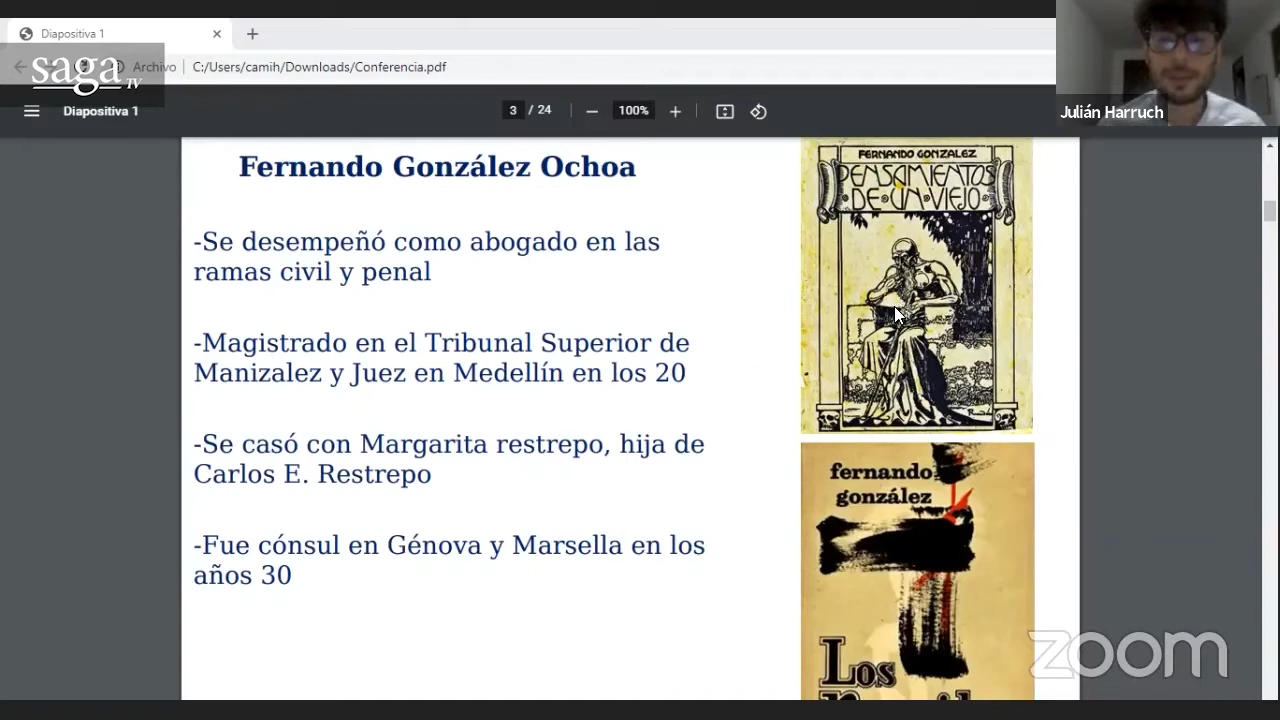 Diapositiva 1
saga TV
Archivo
C:/Users/camih/Downloads/Conferencia.pdf
Diapositiva 1
3 / 24
100%
Julián Harruch
Fernando González Ochoa
-Se desempeñó como abogado en las
ramas civil y penal
-Magistrado en el Tribunal Superior de
Manizalez y Juez en Medellín en los 20
-Se casó con Margarita restrepo, hija de
Carlos E. Restrepo
-Fue cónsul en Génova y Marsella en los
años 30
FERNANDO GONZALEZ
PENSAMIENTOS
DE UN VIEJO
fernando
gonzález
Los
zoom